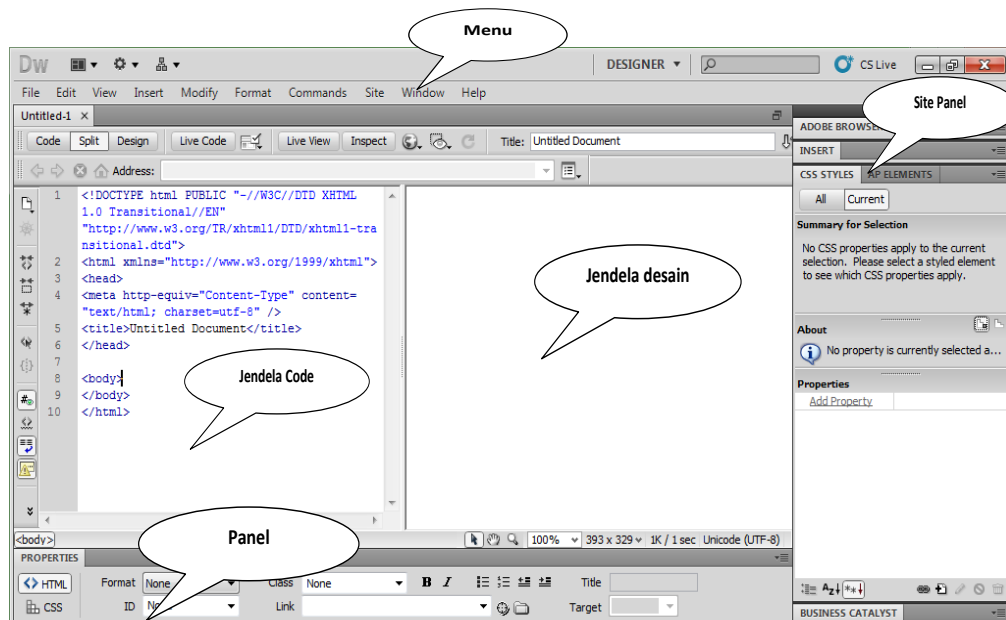 Menu
Dw DESIGNER CS Live
File Edit View Insert Modify Format Commands Site Window Help
Site Panel
Untitled-1
ADOBE BROWSE
Code Split Design Live Code Live View Inspect Title: Untitled Document
INSERT
Address:
CSS STYLES AP ELEMENTS
All Current
1 <!DOCTYPE html PUBLIC "-//W3C//DTD XHTML
1.0 Transitional//EN"
"http://www.w3.org/TR/xhtml1/DTD/xhtml1-tra
nsitional.dtd">
2 <html xmlns="http://www.w3.org/1999/xhtml">
3 <head>
4 <meta http-equiv="Content-Type" content=
"text/html; charset=utf-8" />
5 <title>Untitled Document</title>
6 </head>
7
8 <body>
9 </body>
10 </html>
Jendela Code
Jendela desain
Summary for Selection
No CSS properties apply to the current
selection. Please select a styled element
to see which CSS properties apply.
About
No property is currently selected a...
Properties
Add Property
Panel
<body> 100% 393 x 329 1K / 1 sec Unicode (UTF-8)
PROPERTIES
<> HTML Format None Class None B I Title
CSS ID Link Target
BUSINESS CATALYST